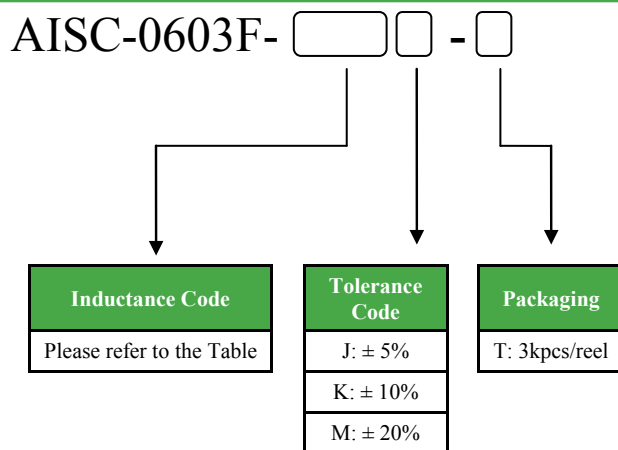 AISC-0603F- -
Inductance Code
Please refer to the Table
Tolerance
Code
J: ± 5%
K: ± 10%
M: ± 20%
Packaging
T: 3kpcs/reel